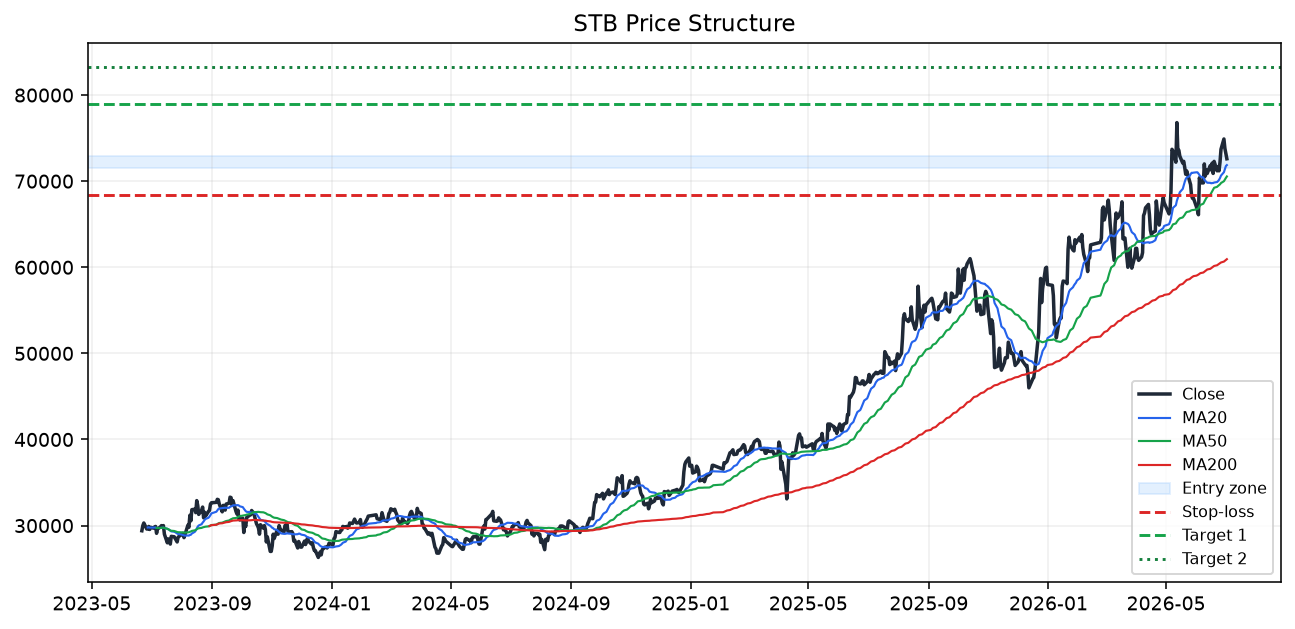 STB Price Structure
80000
70000
60000
50000
40000
30000
2023-05
2023-09
2024-01
2024-05
2024-09
2025-01
2025-05
2025-09
2026-01
2026-05
Close
MA20
MA50
MA200
Entry zone
Stop-loss
Target 1
Target 2